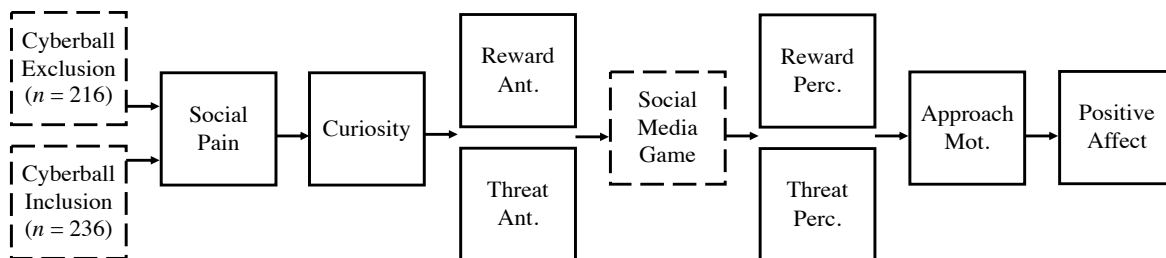 Cyberball
Exclusion
(n = 216)
Cyberball
Inclusion
(n = 236)
Social
Pain
Curiosity
Reward
Ant.
Threat
Ant.
Social
Media
Game
Reward
Perc.
Threat
Perc.
Approach
Mot.
Positive
Affect